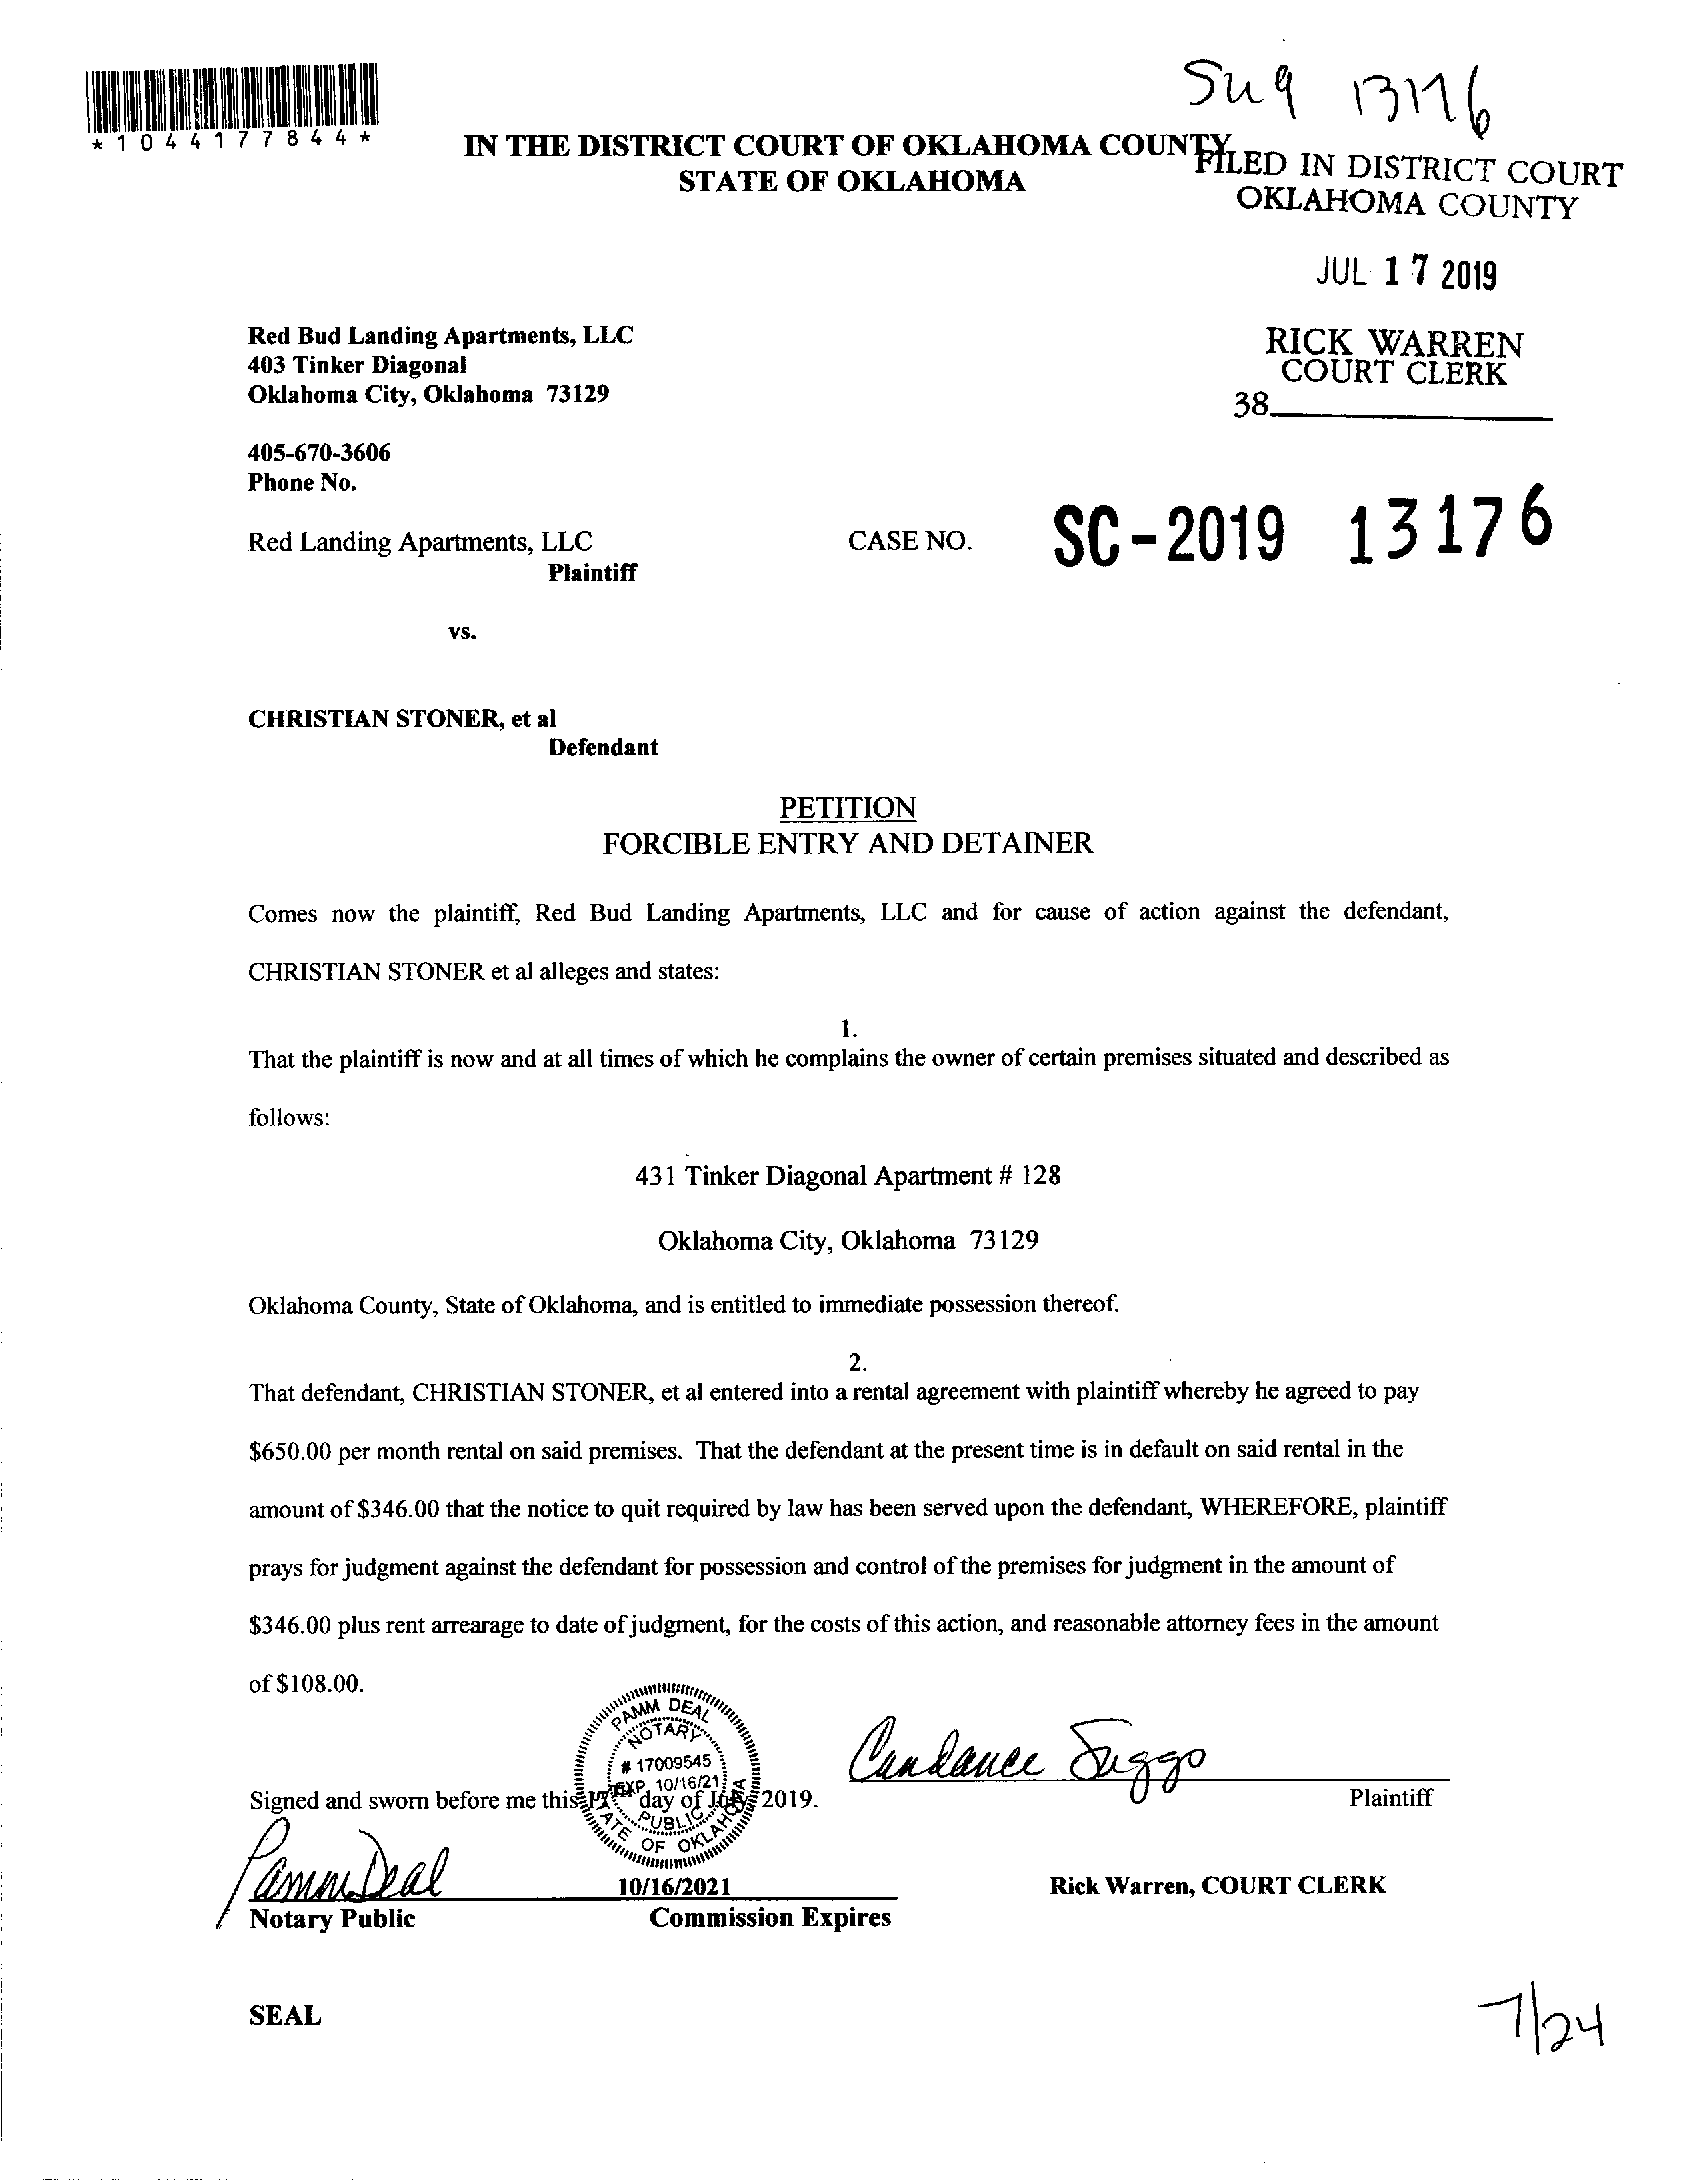 Sug 13176
*1044177844*
IN THE DISTRICT COURT OF OKLAHOMA COUNTY
STATE OF OKLAHOMA
FILED IN DISTRICT COURT
OKLAHOMA COUNTY
JUL 17 2019
RICK WARREN
COURT CLERK
38
Red Bud Landing Apartments, LLC
403 Tinker Diagonal
Oklahoma City, Oklahoma 73129
405-670-3606
Phone No.
Red Landing Apartments, LLC
Plaintiff
CASE NO. SC-2019 13176
vs.
CHRISTIAN STONER, et al
Defendant
PETITION
FORCIBLE ENTRY AND DETAINER
Comes now the plaintiff, Red Bud Landing Apartments, LLC and for cause of action against the defendant,
CHRISTIAN STONER et al alleges and states:
1.
That the plaintiff is now and at all times of which he complains the owner of certain premises situated and described as
follows:
431 Tinker Diagonal Apartment # 128
Oklahoma City, Oklahoma 73129
Oklahoma County, State of Oklahoma, and is entitled to immediate possession thereof.
2.
That defendant, CHRISTIAN STONER, et al entered into a rental agreement with plaintiff whereby he agreed to pay
$650.00 per month rental on said premises. That the defendant at the present time is in default on said rental in the
amount of $346.00 that the notice to quit required by law has been served upon the defendant, WHEREFORE, plaintiff
prays for judgment against the defendant for possession and control of the premises for judgment in the amount of
$346.00 plus rent arrearage to date of judgment, for the costs of this action, and reasonable attorney fees in the amount
of $108.00.
PAMM DEAL
NOTARY
# 17009545
EXP. 10/16/21
PUBLIC
STATE OF OKLAHOMA
Candance Suggs
Plaintiff
Signed and sworn before me this 17th day of July 2019.
Pamm Deal
10/16/2021
Notary Public
Commission Expires
Rick Warren, COURT CLERK
SEAL
7/24